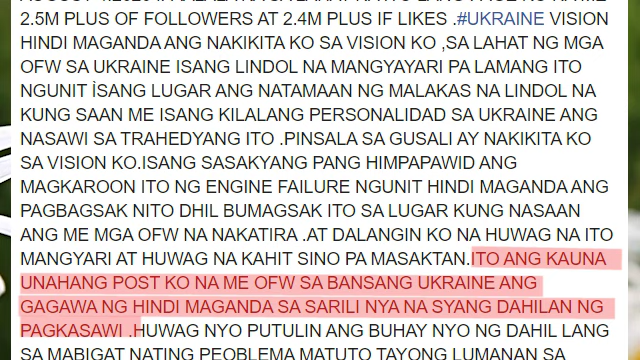 2.5M PLUS OF FOLLOWERS AT 2.4M PLUS IF LIKES .#UKRAINE VISION
HINDI MAGANDA ANG NAKIKITA KO SA VISION KO ,SA LAHAT NG MGA
OFW SA UKRAINE ISANG LINDOL NA MANGYAYARI PA LAMANG ITO
NGUNIT ÌSANG LUGAR ANG NATAMAAN NG MALAKAS NA LINDOL NA
KUNG SAAN ME ISANG KILALANG PERSONALIDAD SA UKRAINE ANG
NASAWI SA TRAHEDYANG ITO .PINSALA SA GUSALI AY NAKIKITA KO
SA VISION KO.ISANG SASAKYANG PANG HIMPAPAWID ANG
MAGKAROON ITO NG ENGINE FAILURE NGUNIT HINDI MAGANDA ANG
PAGBAGSAK NITO DHIL BUMAGSAK ITO SA LUGAR KUNG NASAAN
ANG ME MGA OFW NA NAKATIRA .AT DALANGIN KO NA HUWAG NA ITO
MANGYARI AT HUWAG NA KAHIT SINO PA MASAKTAN.ITO ANG KAUNA
UNAHANG POST KO NA ME OFW SA BANSANG UKRAINE ANG
GAGAWA NG HINDI MAGANDA SA SARILI NYA NA SYANG DAHILAN NG
PAGKASAWI .HUWAG NYO PUTULIN ANG BUHAY NYO NG DAHIL LANG
SA MABIGAT NATING PEOBLEMA MATUTO TAYONG LUMANAN SA